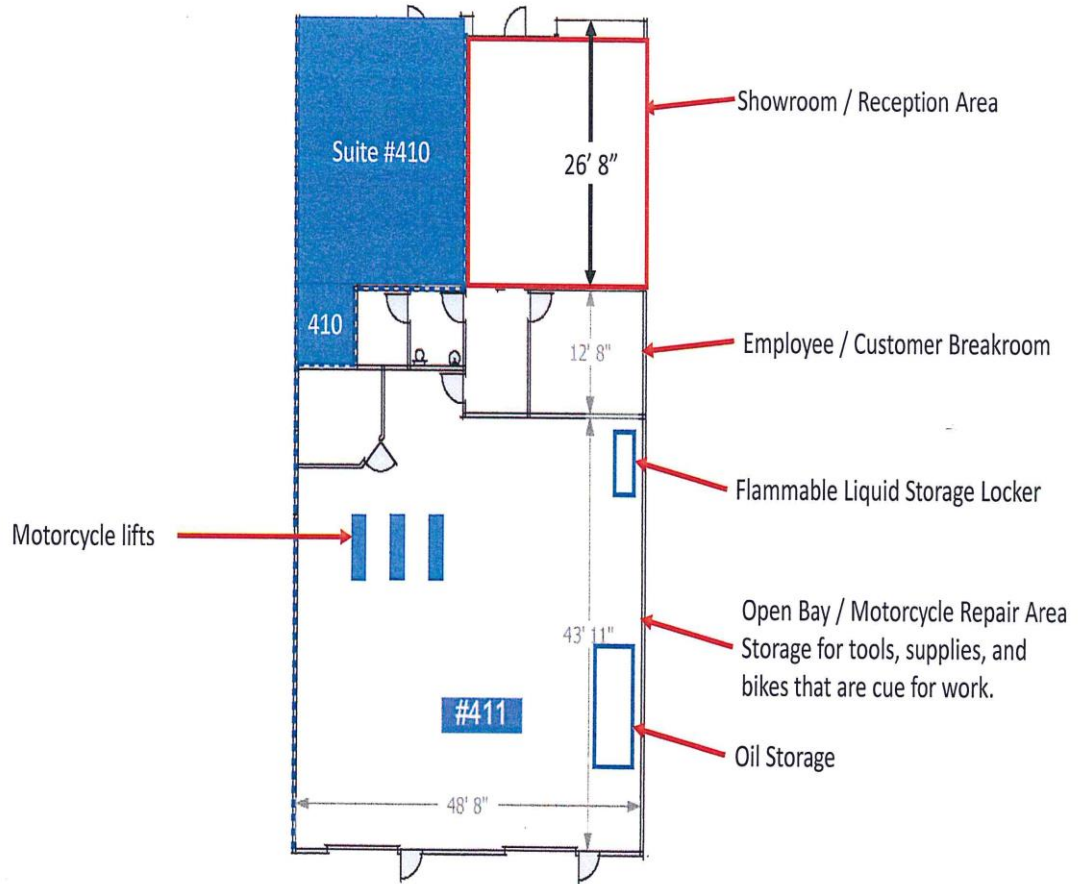 Showroom / Reception Area
Suite #410
26' 8"
410
12' 8"
Employee / Customer Breakroom
Flammable Liquid Storage Locker
Motorcycle lifts
Open Bay / Motorcycle Repair Area
43' 11"
Storage for tools, supplies, and
bikes that are cue for work.
#411
Oil Storage
48' 8"